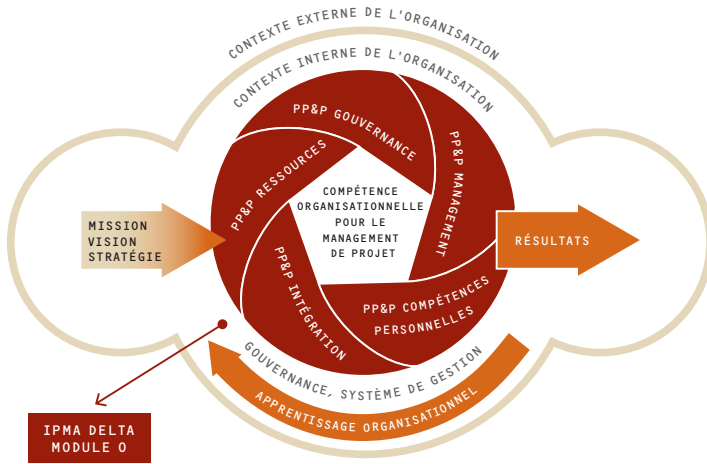 CONTEXTE EXTERNE DE L'ORGANISATION
CONTEXTE INTERNE DE L'ORGANISATION
PP&P GOUVERNANCE
PP&P MANAGEMENT
PP&P RESSOURCES
COMPÉTENCE
ORGANISATIONNELLE
POUR LE
MANAGEMENT
DE PROJET
MISSION
VISION
STRATÉGIE
RÉSULTATS
PP&P INTÉGRATION
PP&P COMPÉTENCES
PERSONNELLES
GOUVERNANCE, SYSTÈME DE GESTION
APPRENTISSAGE ORGANISATIONNEL
IPMA DELTA
MODULE O